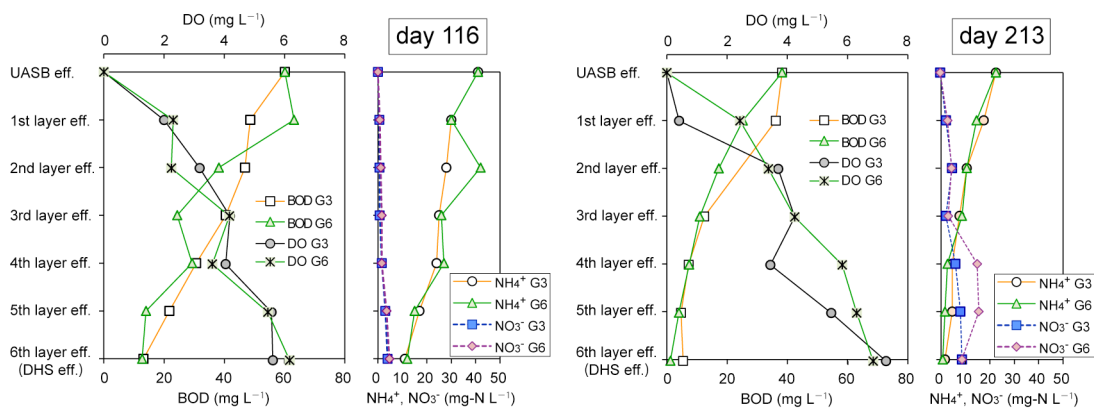 DO (mg L⁻¹)
0 2 4 6 8
day 116
UASB eff.
1st layer eff.
2nd layer eff.
3rd layer eff.
4th layer eff.
5th layer eff.
6th layer eff.
(DHS eff.)
BOD G3
BOD G6
DO G3
DO G6
NH₄⁺ G3
NH₄⁺ G6
NO₃⁻ G3
NO₃⁻ G6
0 20 40 60 80
BOD (mg L⁻¹)
0 10 20 30 40 50
NH₄⁺, NO₃⁻ (mg-N L⁻¹)
DO (mg L⁻¹)
0 2 4 6 8
day 213
UASB eff.
1st layer eff.
2nd layer eff.
3rd layer eff.
4th layer eff.
5th layer eff.
6th layer eff.
(DHS eff.)
BOD G3
BOD G6
DO G3
DO G6
NH₄⁺ G3
NH₄⁺ G6
NO₃⁻ G3
NO₃⁻ G6
0 20 40 60 80
BOD (mg L⁻¹)
0 10 20 30 40 50
NH₄⁺, NO₃⁻ (mg-N L⁻¹)